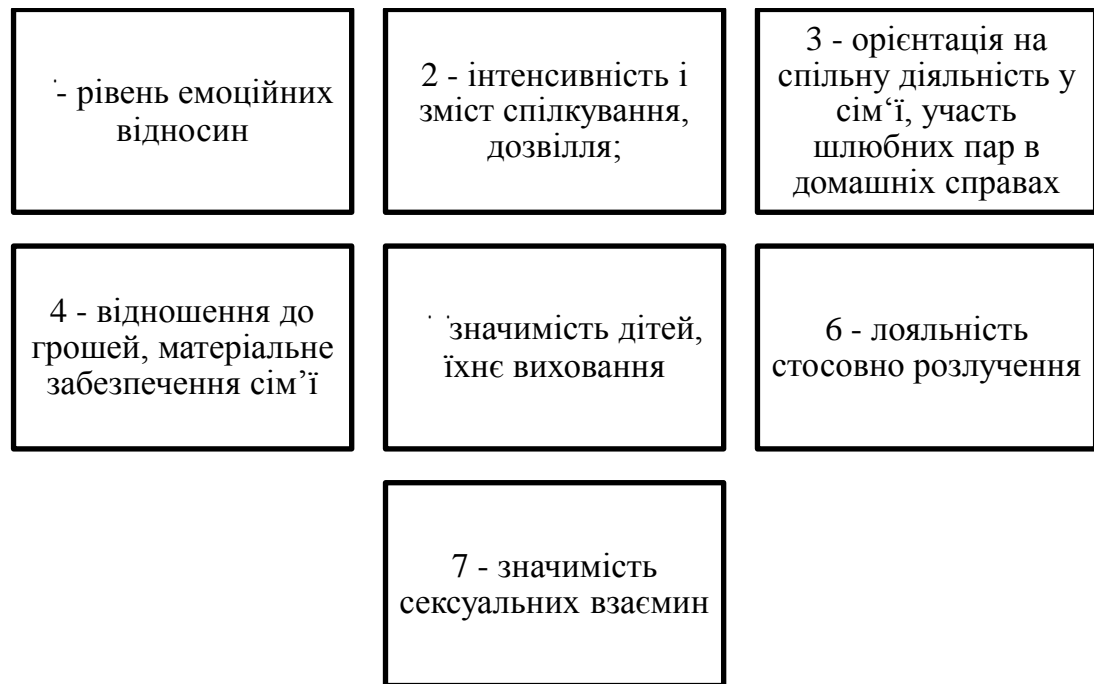 - рівень емоційних
відносин
2 - інтенсивність і
зміст спілкування,
дозвілля;
3 - орієнтація на
спільну діяльність у
сім‘ї, участь
шлюбних пар в
домашніх справах
4 - відношення до
грошей, матеріальне
забезпечення сім’ї
значимість дітей,
їхнє виховання
6 - лояльність
стосовно розлучення
7 - значимість
сексуальних взаємин